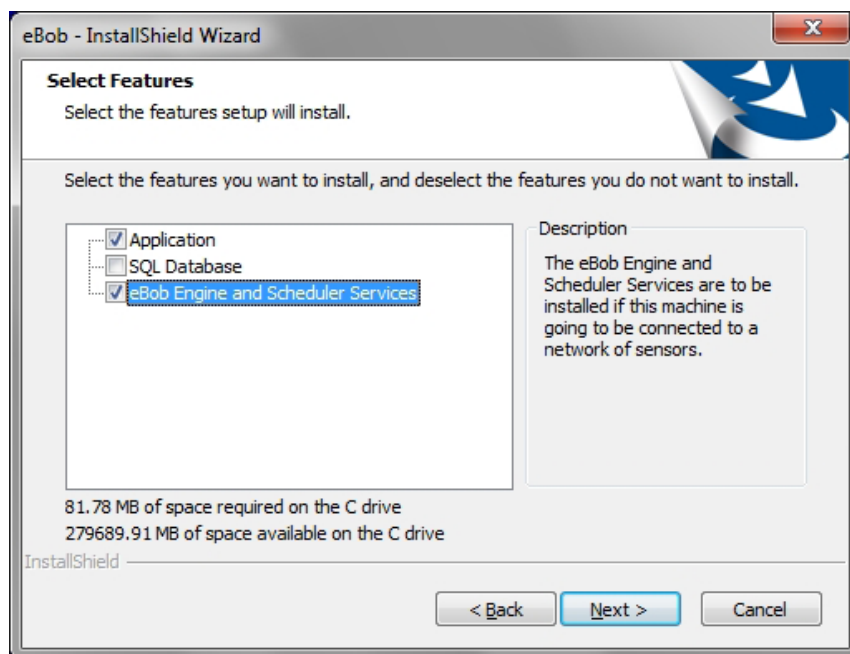 eBob - InstallShield Wizard
Select Features
Select the features setup will install.
Select the features you want to install, and deselect the features you do not want to install.
Application
SQL Database
eBob Engine and Scheduler Services
Description
The eBob Engine and
Scheduler Services are to be
installed if this machine is
going to be connected to a
network of sensors.
81.78 MB of space required on the C drive
279689.91 MB of space available on the C drive
InstallShield
< Back
Next >
Cancel